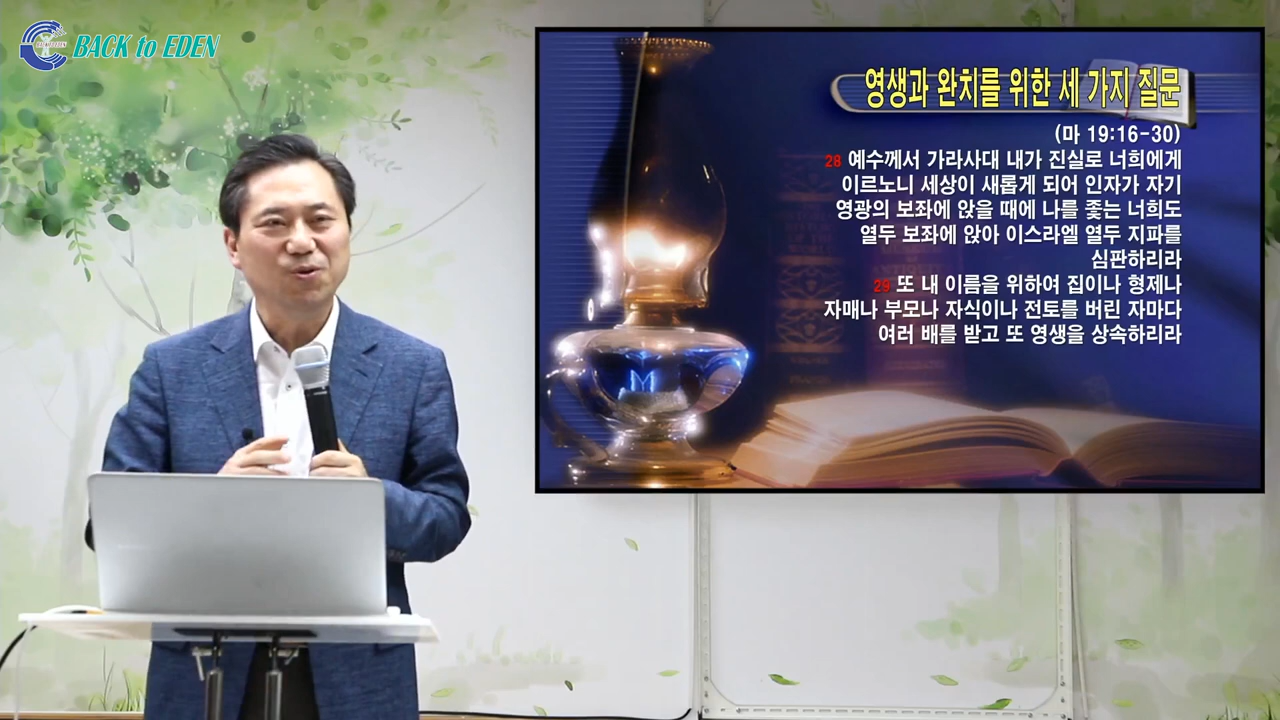 BACK to EDEN
영생과 완치를 위한 세 가지 질문
(마 19:16-30)
28 예수께서 가라사대 내가 진실로 너희에게
이르노니 세상이 새롭게 되어 인자가 자기
영광의 보좌에 앉을 때에 나를 좇는 너희도
열두 보좌에 앉아 이스라엘 열두 지파를
심판하리라
29 또 내 이름을 위하여 집이나 형제나
자매나 부모나 자식이나 전토를 버린 자마다
여러 배를 받고 또 영생을 상속하리라